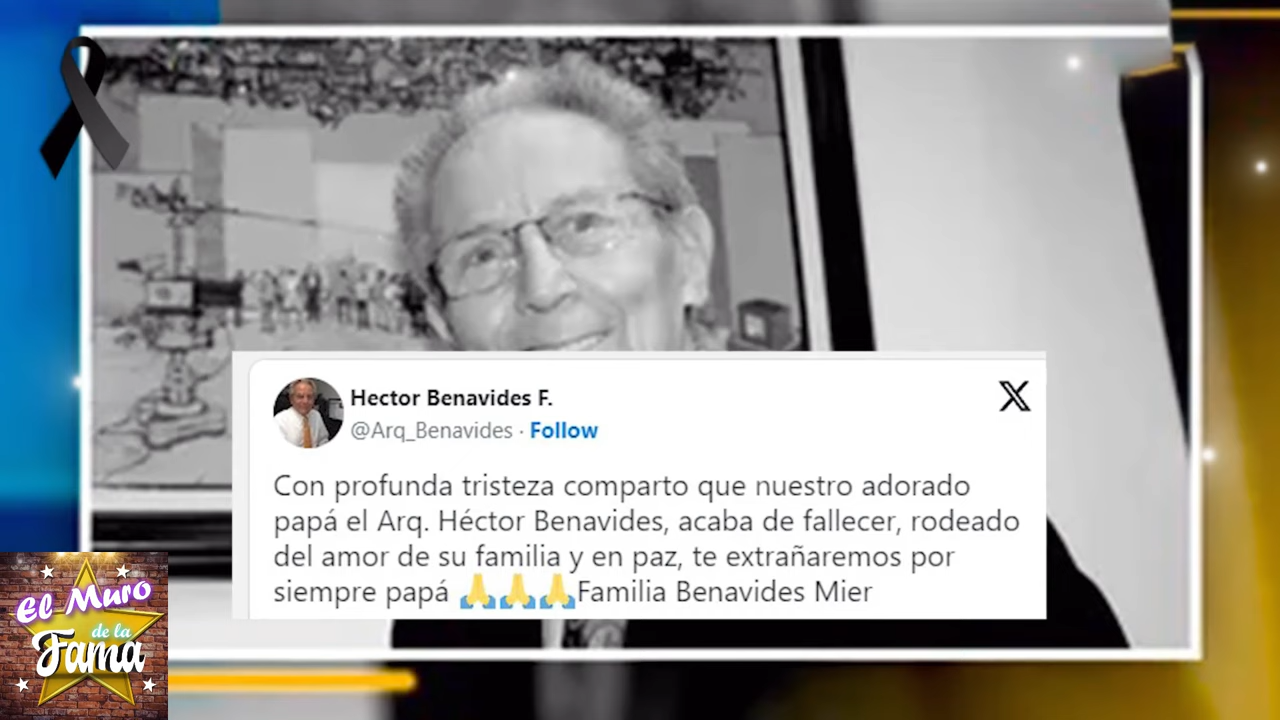 Hector Benavides F.
@Arq_Benavides · Follow
Con profunda tristeza comparto que nuestro adorado
papá el Arq. Héctor Benavides, acaba de fallecer, rodeado
del amor de su familia y en paz, te extrañaremos por
siempre papá 🙏🙏🙏Familia Benavides Mier
El Muro
de la
Fama